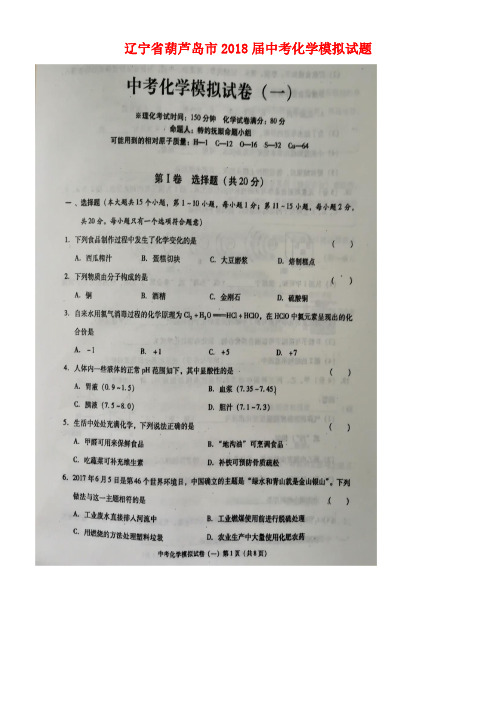 辽宁省葫芦岛市 2018 届中考化学模拟试题
中考化学模拟试卷（一）
※理化考试时间：150分钟 化学试卷满分：80分
命题人：特约抚顺命题小组
可能用到的相对原子质量：H—1 C—12 O—16 S—32 Cu—64
第Ⅰ卷 选择题（共20分）
一、选择题（本大题共15个小题，第1~10小题，每小题1分；第11~15小题，每小题2分，
共20分。每小题只有一个选项符合题意）
1. 下列食品制作过程中发生了化学变化的是 （ ）
A. 西瓜榨汁 B. 蛋糕切块 C. 大豆磨浆 D. 焙制糕点
2. 下列物质由分子构成的是 （ ）
A. 铜 B. 酒精 C. 金刚石 D. 硫酸铜
3. 自来水用氯气消毒过程的化学原理为Cl₂+H₂O══HCl+HClO，在HClO中氯元素呈现出的化
合价是
A. -1 B. +1 C. +5 D. +7
4. 人体内一些液体的正常pH范围如下，其中显酸性的是 （ ）
A. 胃液（0.9~1.5） B. 血浆（7.35~7.45）
C. 胰液（7.5~8.0） D. 胆汁（7.1~7.3）
5. 生活中处处充满化学，下列说法正确的是 （ ）
A. 甲醛可用来保鲜食品 B. “地沟油”可烹调食品
C. 吃蔬菜可补充维生素 D. 补铁可预防骨质疏松
6. 2017年6月5日是第46个世界环境日，中国确立的主题是“绿水和青山就是金山银山”。下列
做法与这一主题相符的是 （ ）
A. 工业废水直接排入河流中 B. 工业燃煤使用前进行脱硫处理
C. 用燃烧的方法处理塑料垃圾 D. 农业生产中大量使用化肥农药
中考化学模拟试卷（一）第1页（共8页）